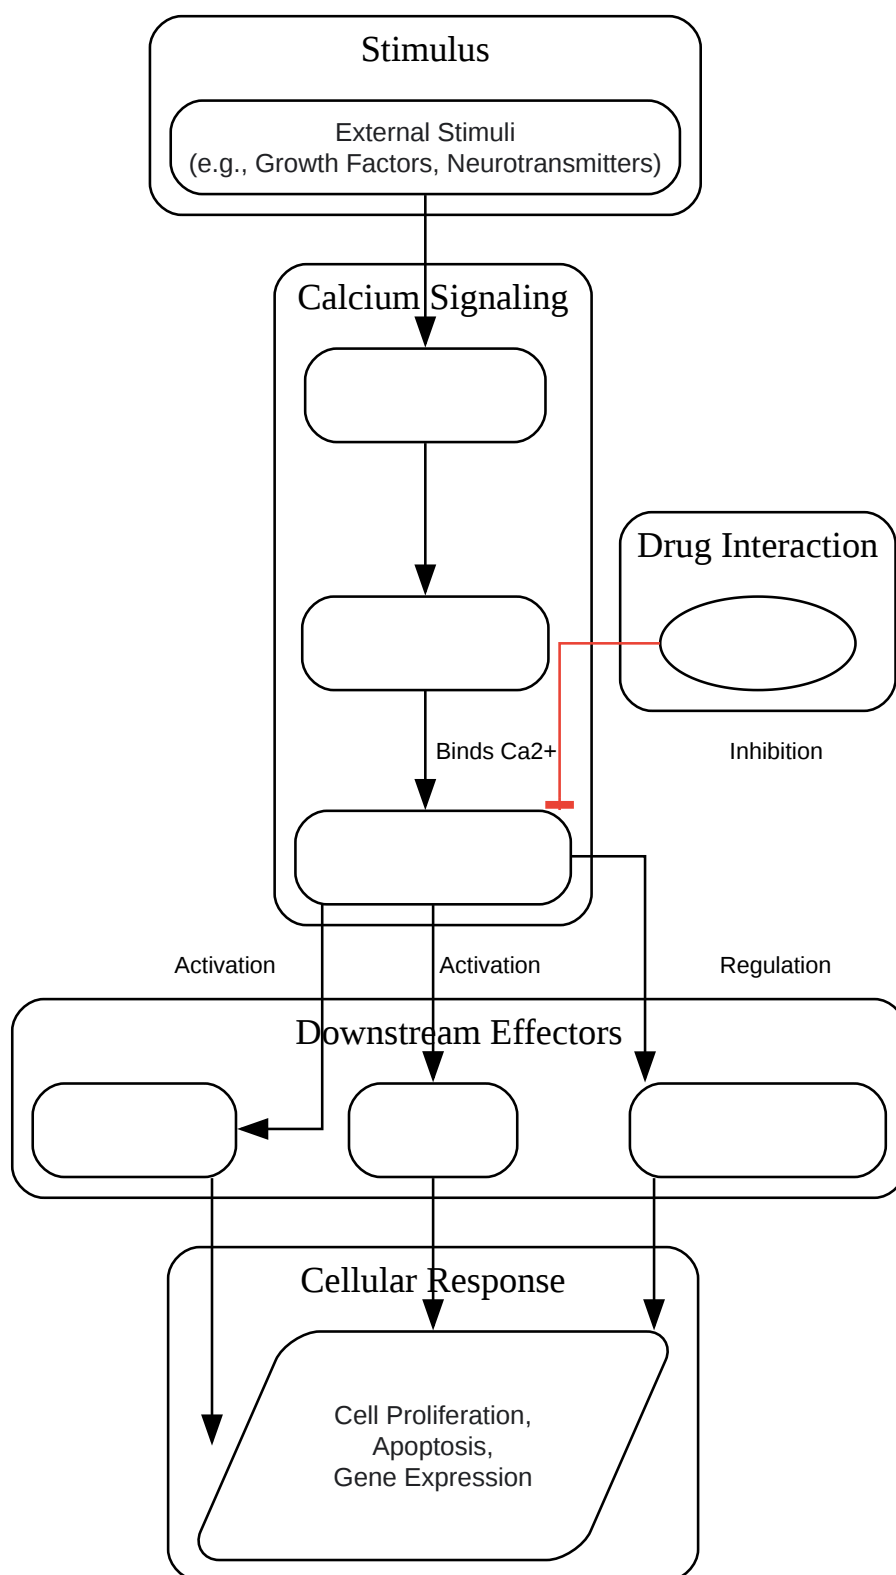 Stimulus
External Stimuli
(e.g., Growth Factors, Neurotransmitters)
Calcium Signaling
Drug Interaction
Binds Ca2+
Inhibition
Activation
Activation
Regulation
Downstream Effectors
Cellular Response
Cell Proliferation,
Apoptosis,
Gene Expression